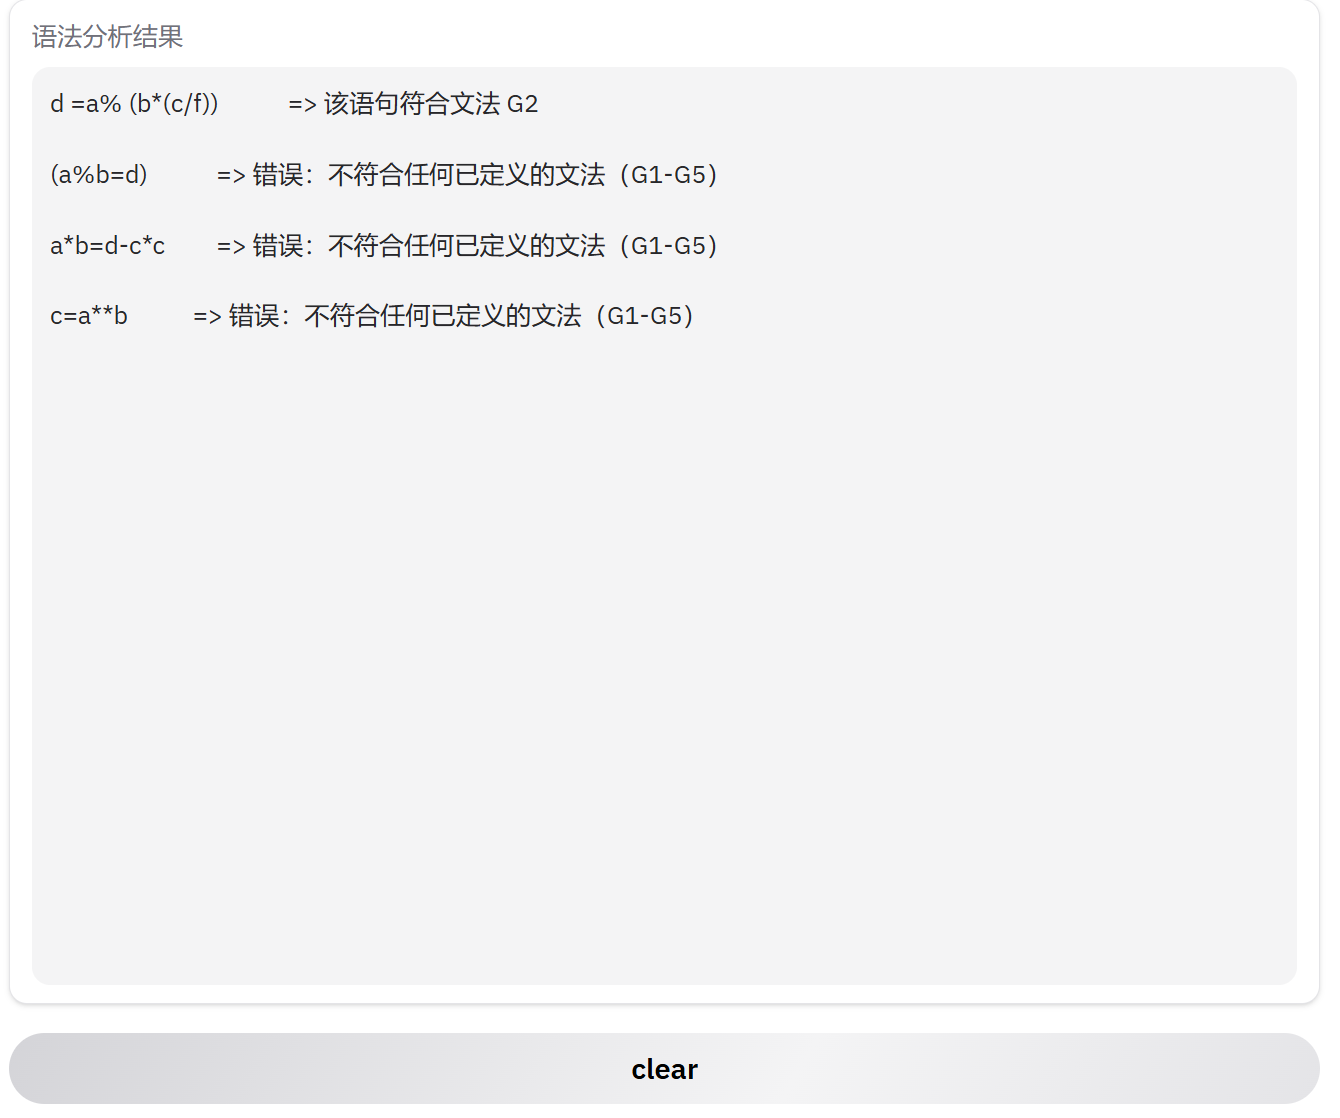 语法分析结果
d =a% (b*(c/f)) => 该语句符合文法 G2
(a%b=d) => 错误：不符合任何已定义的文法（G1-G5）
a*b=d-c*c => 错误：不符合任何已定义的文法（G1-G5）
c=a**b => 错误：不符合任何已定义的文法（G1-G5）
clear